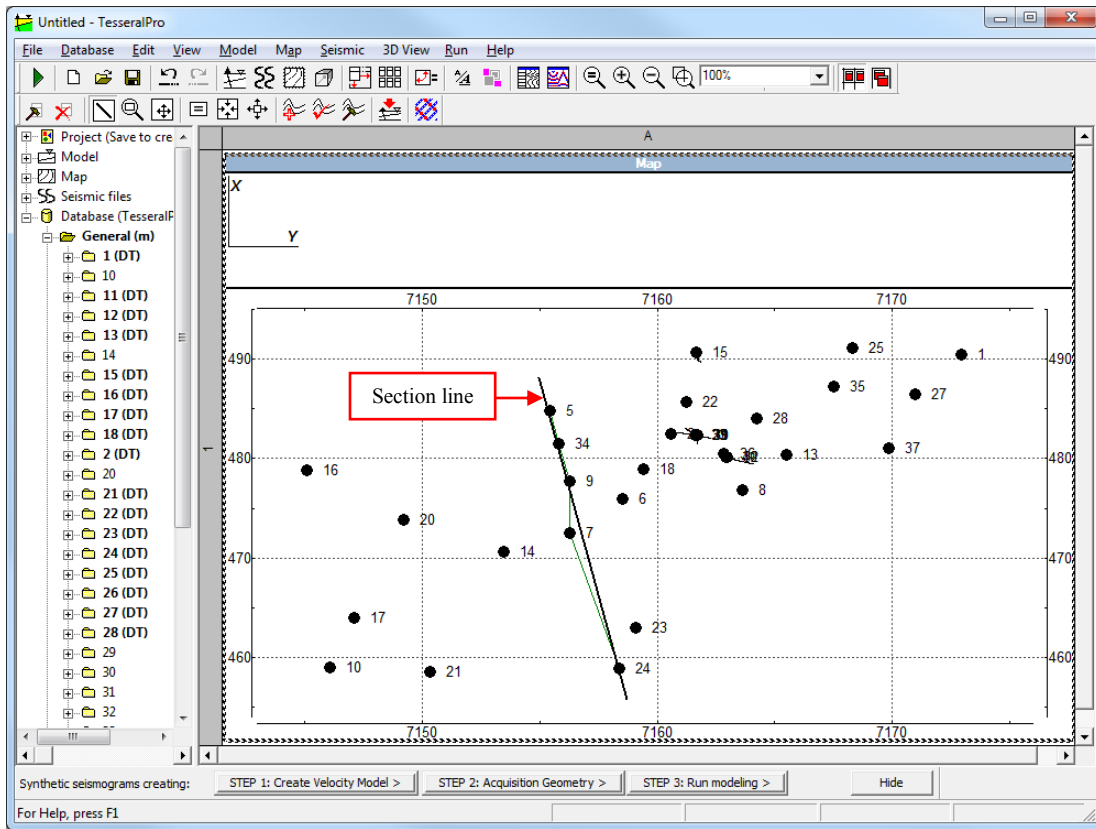 Untitled - TesseralPro
File Database Edit View Model Map Seismic 3D View Run Help
100%
Project (Save to cre
Model
Map
Seismic files
Database (TesseralP
General (m)
1 (DT)
10
11 (DT)
12 (DT)
13 (DT)
14
15 (DT)
16 (DT)
17 (DT)
18 (DT)
2 (DT)
20
21 (DT)
22 (DT)
23 (DT)
24 (DT)
25 (DT)
26 (DT)
27 (DT)
28 (DT)
29
30
31
32
A
1
Map
X
Y
7150 7160 7170
490 490
480 480
470 470
460 460
Section line
15
25
1
35
27
22
28
5
34
13
37
16
9
18
6
8
20
7
14
17
23
10
21
24
7150 7160 7170
Synthetic seismograms creating:
STEP 1: Create Velocity Model >
STEP 2: Acquisition Geometry >
STEP 3: Run modeling >
Hide
For Help, press F1